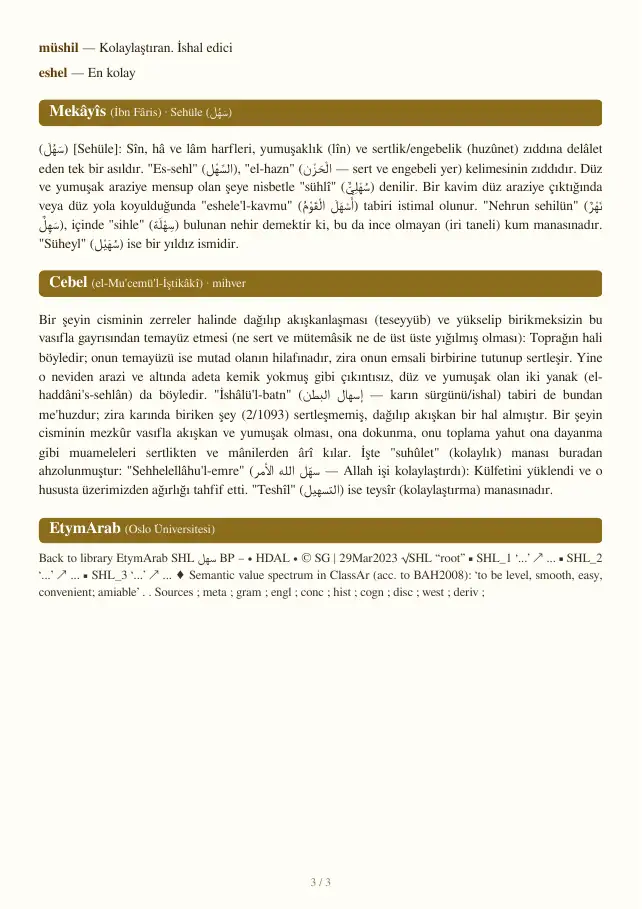 müshil — Kolaylaştıran. İshal edici
eshel — En kolay
Mekâyîs (İbn Fâris) · Sehüle (سَهُلَ)
(سَهُلَ) [Sehüle]: Sîn, hâ ve lâm harfleri, yumuşaklık (lîn) ve sertlik/engebelik (huzûnet) zıddına delâlet
eden tek bir asıldır. "Es-sehl" (السَّهْل), "el-hazn" (الْحَزْن — sert ve engebeli yer) kelimesinin zıddıdır. Düz
ve yumuşak araziye mensup olan şeye nisbetle "sühlî" (سُهْلِيٌّ) denilir. Bir kavim düz araziye çıktığında
veya düz yola koyulduğunda "eshele'l-kavmu" (أَسْهَلَ الْقَوْمُ) tabiri istimal olunur. "Nehrun sehilün" (نَهْرٌ
سَهِلٌ), içinde "sihle" (سِهْلَة) bulunan nehir demektir ki, bu da ince olmayan (iri taneli) kum manasınadır.
"Süheyl" (سُهَيْل) ise bir yıldız ismidir.
Cebel (el-Mu'cemü'l-İştikâkî) · mihver
Bir şeyin cisminin zerreler halinde dağılıp akışkanlaşması (teseyyüb) ve yükselip birikmeksizin bu
vasıfla gayrısından temayüz etmesi (ne sert ve mütemâsik ne de üst üste yığılmış olması): Toprağın hali
böyledir; onun temayüzü ise mutad olanın hilafınadır, zira onun emsali birbirine tutunup sertleşir. Yine
o neviden arazi ve altında adeta kemik yokmuş gibi çıkıntısız, düz ve yumuşak olan iki yanak (el-
haddâni's-sehlân) da böyledir. "İshâlü'l-batn" (إسهال البطن — karın sürgünü/ishal) tabiri de bundan
me'huzdur; zira karında biriken şey (2/1093) sertleşmemiş, dağılıp akışkan bir hal almıştır. Bir şeyin
cisminin mezkûr vasıfla akışkan ve yumuşak olması, ona dokunma, onu toplama yahut ona dayanma
gibi muameleleri sertlikten ve mânilerden ârî kılar. İşte "suhûlet" (kolaylık) manası buradan
ahzolunmuştur: "Sehhelellâhu'l-emre" (سهّل الله الأمر — Allah işi kolaylaştırdı): Külfetini yüklendi ve o
hususta üzerimizden ağırlığı tahfif etti. "Teshîl" (التسهيل) ise teysîr (kolaylaştırma) manasınadır.
EtymArab (Oslo Üniversitesi)
Back to library EtymArab SHL سهل BP – • HDAL • © SG | 29Mar2023 √SHL “root” ▪ SHL_1 ‘...’ ↗ ... ▪ SHL_2
‘...’ ↗ ... ▪ SHL_3 ‘...’ ↗ ... ♦ Semantic value spectrum in ClassAr (acc. to BAH2008): ‘to be level, smooth, easy,
convenient; amiable’ . . Sources ; meta ; gram ; engl ; conc ; hist ; cogn ; disc ; west ; deriv ;
3 / 3